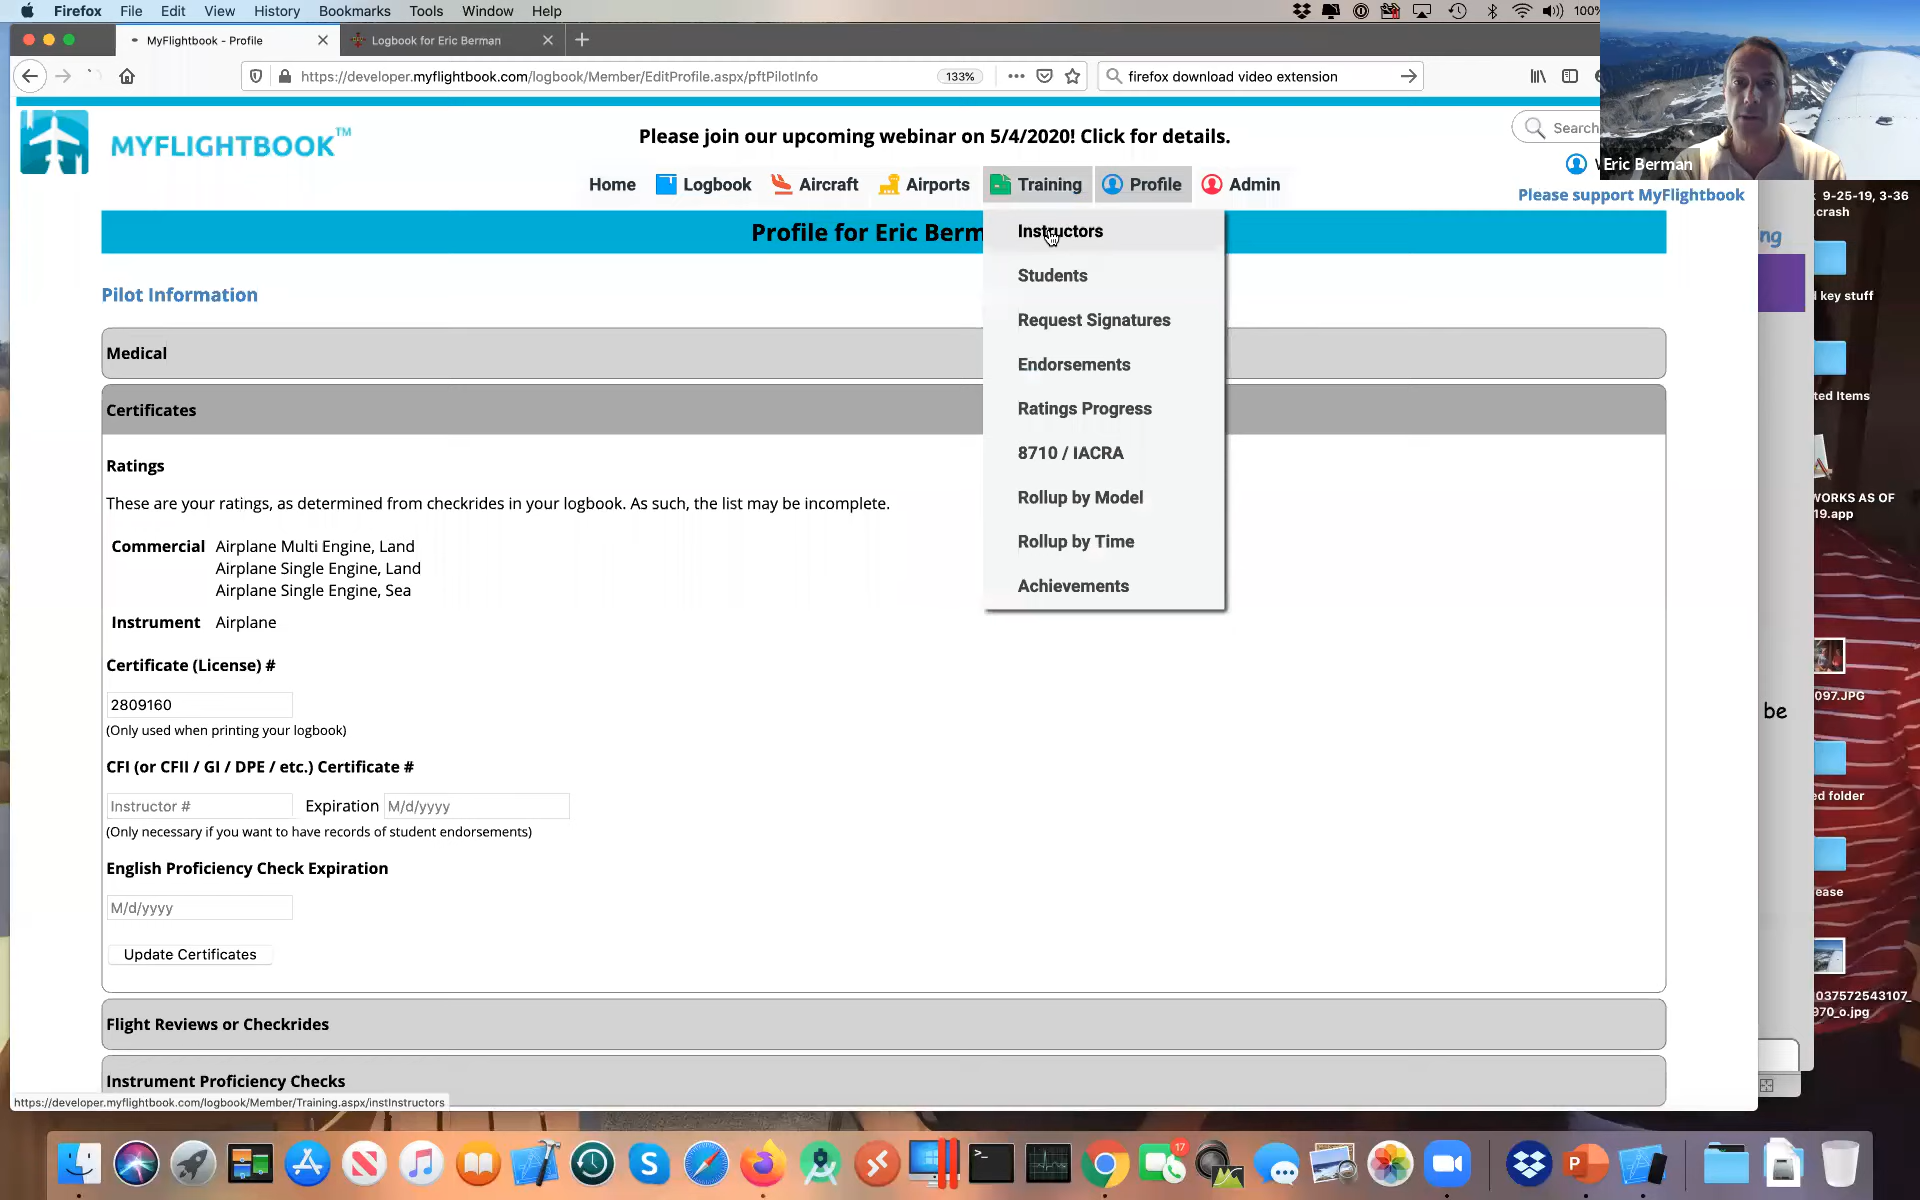 Firefox File Edit View History Bookmarks Tools Window Help 100%
MyFlightbook - Profile
Logbook for Eric Berman
https://developer.myflightbook.com/logbook/Member/EditProfile.aspx/pftPilotInfo 133% firefox download video extension
MYFLIGHTBOOK™
Please join our upcoming webinar on 5/4/2020! Click for details.
Search
Eric Berman
Home Logbook Aircraft Airports Training Profile Admin
Please support MyFlightbook
9-25-19, 3-36
.crash
Profile for Eric Berm
Instructors
Students
Request Signatures
Endorsements
Ratings Progress
8710 / IACRA
Rollup by Model
Rollup by Time
Achievements
Pilot Information
Medical
Certificates
Ratings
These are your ratings, as determined from checkrides in your logbook. As such, the list may be incomplete.
Commercial Airplane Multi Engine, Land
Airplane Single Engine, Land
Airplane Single Engine, Sea
Instrument Airplane
Certificate (License) #
2809160
(Only used when printing your logbook)
CFI (or CFII / GI / DPE / etc.) Certificate #
Instructor # Expiration M/d/yyyy
(Only necessary if you want to have records of student endorsements)
English Proficiency Check Expiration
M/d/yyyy
Update Certificates
Flight Reviews or Checkrides
Instrument Proficiency Checks
https://developer.myflightbook.com/logbook/Member/Training.aspx/instInstructors
ng
key stuff
ted Items
WORKS AS OF
19.app
097.JPG
be
ed folder
ease
037572543107_
970_o.jpg
17